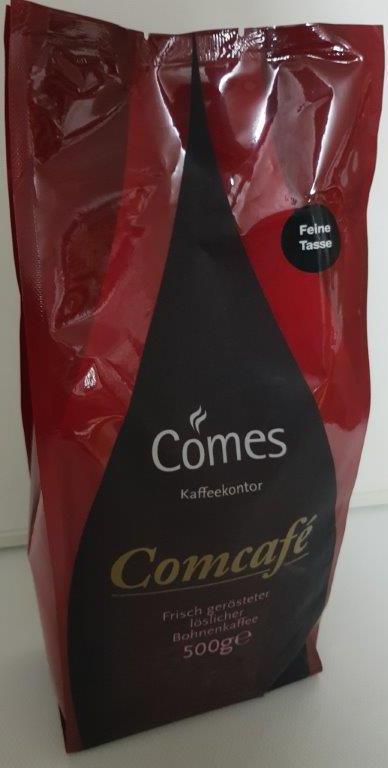 Feine
Tasse
Comes
Kaffeekontor
Comcafé
Frisch gerösteter
löslicher
Bohnenkaffee
500g℮